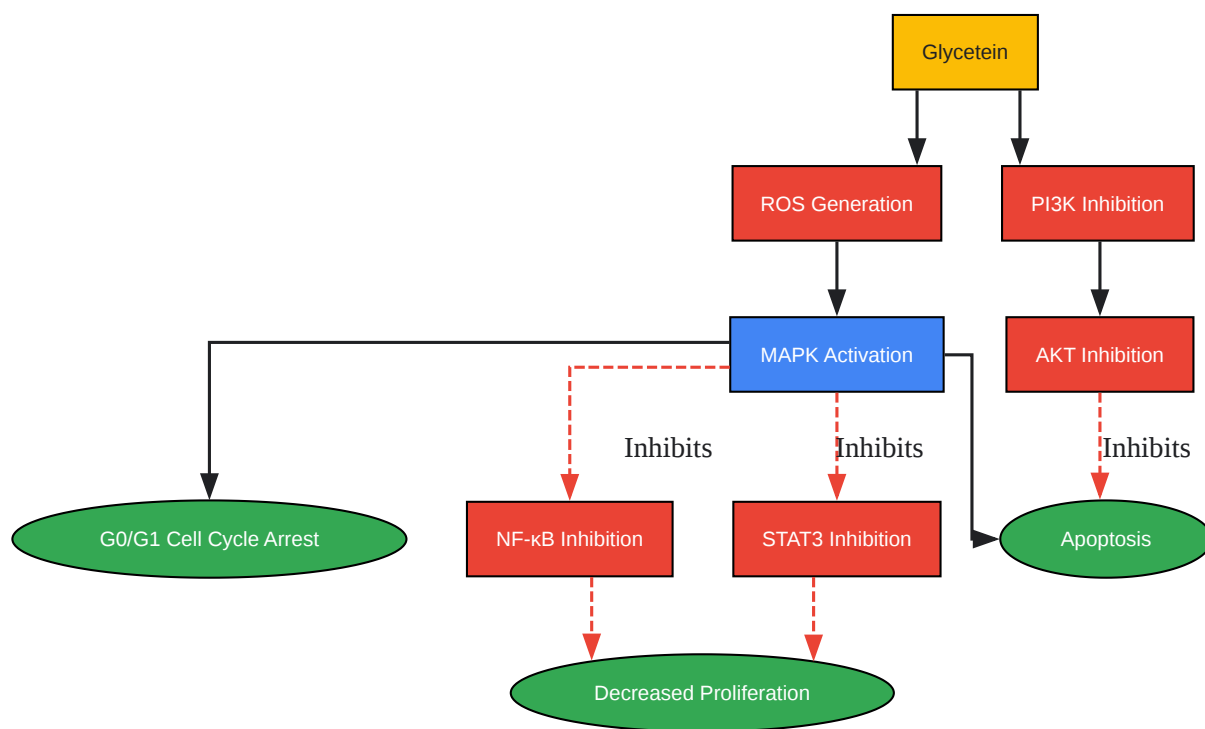 Glycetein
ROS Generation
PI3K Inhibition
MAPK Activation
AKT Inhibition
Inhibits
Inhibits
Inhibits
G0/G1 Cell Cycle Arrest
NF-κB Inhibition
STAT3 Inhibition
Apoptosis
Decreased Proliferation